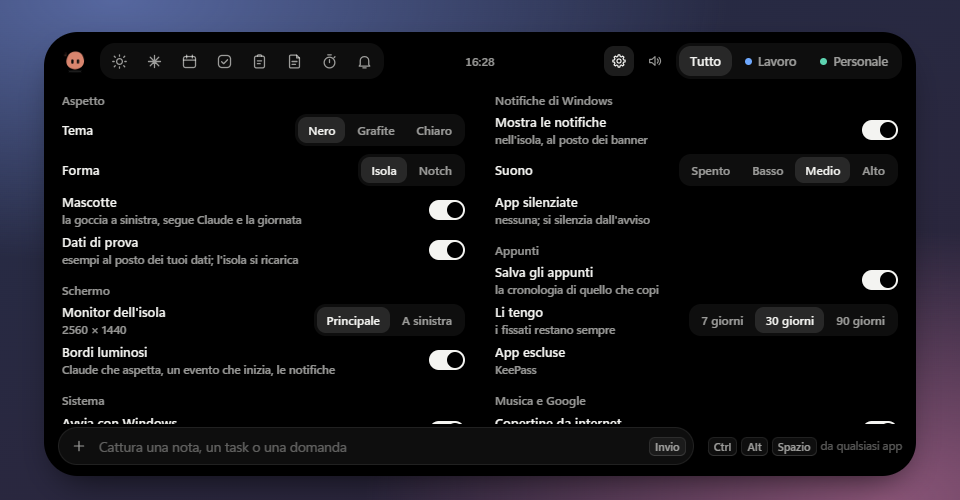 16:28
Tutto
Lavoro
Personale
Aspetto
Tema
Nero
Grafite
Chiaro
Forma
Isola
Notch
Mascotte
la goccia a sinistra, segue Claude e la giornata
Dati di prova
esempi al posto dei tuoi dati; l'isola si ricarica
Schermo
Monitor dell'isola
2560 × 1440
Principale
A sinistra
Bordi luminosi
Claude che aspetta, un evento che inizia, le notifiche
Sistema
Avvia con Windows
Notifiche di Windows
Mostra le notifiche
nell'isola, al posto dei banner
Suono
Spento
Basso
Medio
Alto
App silenziate
nessuna; si silenzia dall'avviso
Appunti
Salva gli appunti
la cronologia di quello che copi
Li tengo
i fissati restano sempre
7 giorni
30 giorni
90 giorni
App escluse
KeePass
Musica e Google
Copertine da internet
Cattura una nota, un task o una domanda
Invio
Ctrl Alt Spazio da qualsiasi app